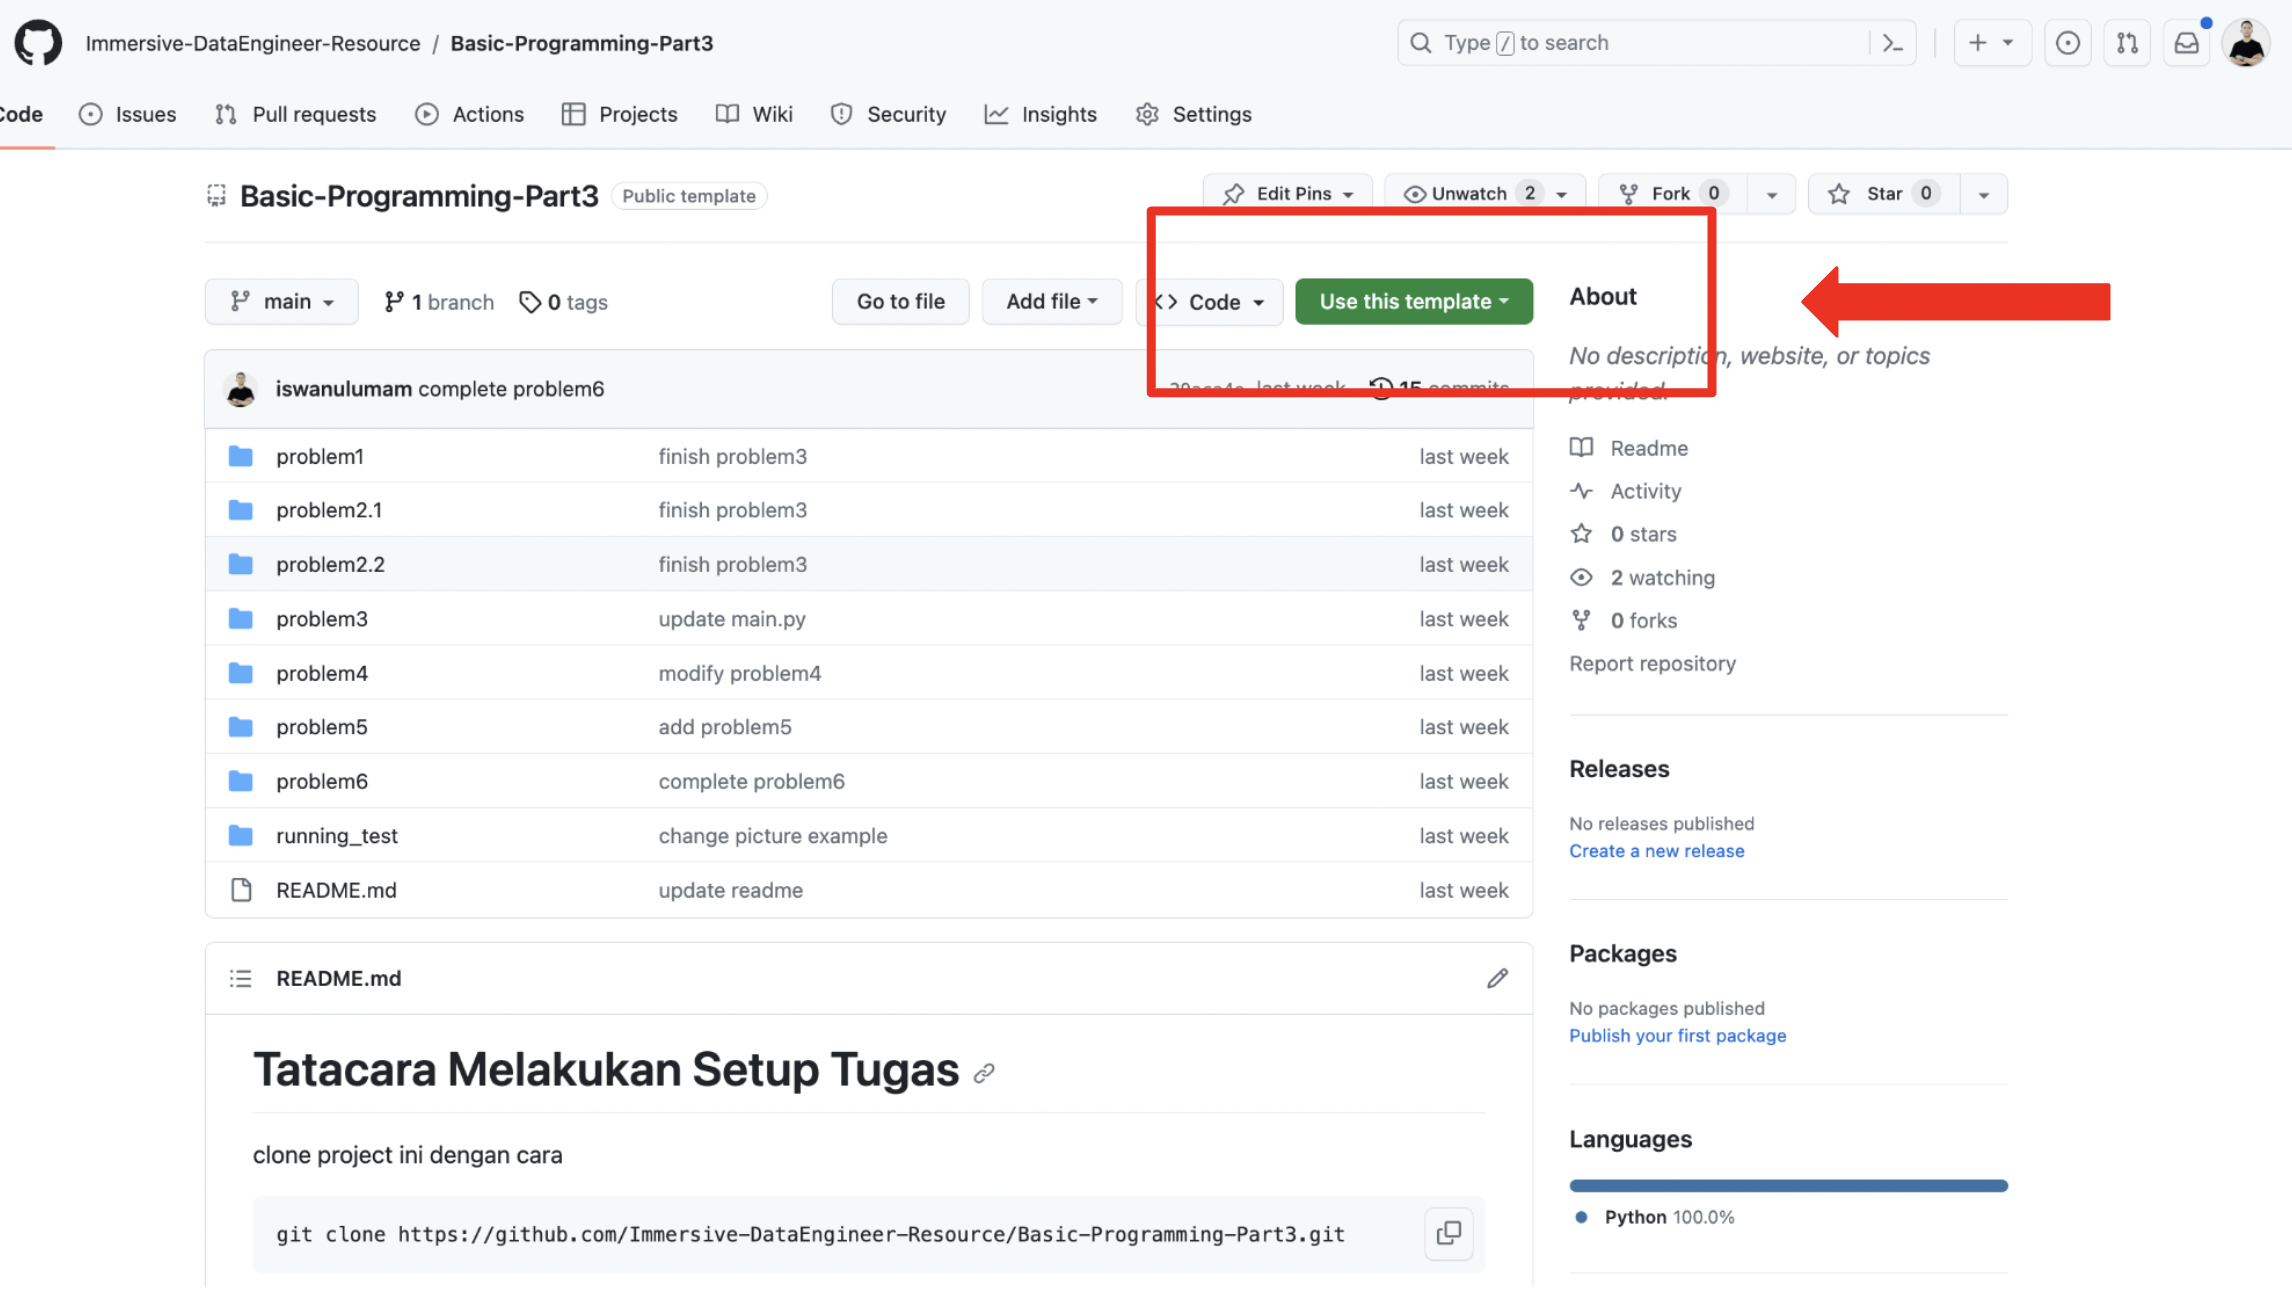 Immersive-DataEngineer-Resource / Basic-Programming-Part3
Type / to search
Code Issues Pull requests Actions Projects Wiki Security Insights Settings
Basic-Programming-Part3 Public template
Edit Pins Unwatch 2 Fork 0 Star 0
main 1 branch 0 tags Go to file Add file Code Use this template
iswanulumam complete problem6 last week 15 commits
problem1 finish problem3 last week
problem2.1 finish problem3 last week
problem2.2 finish problem3 last week
problem3 update main.py last week
problem4 modify problem4 last week
problem5 add problem5 last week
problem6 complete problem6 last week
running_test change picture example last week
README.md update readme last week
README.md
Tatacara Melakukan Setup Tugas
clone project ini dengan cara
git clone https://github.com/Immersive-DataEngineer-Resource/Basic-Programming-Part3.git
About
No description, website, or topics
provided.
Readme
Activity
0 stars
2 watching
0 forks
Report repository
Releases
No releases published
Create a new release
Packages
No packages published
Publish your first package
Languages
Python 100.0%